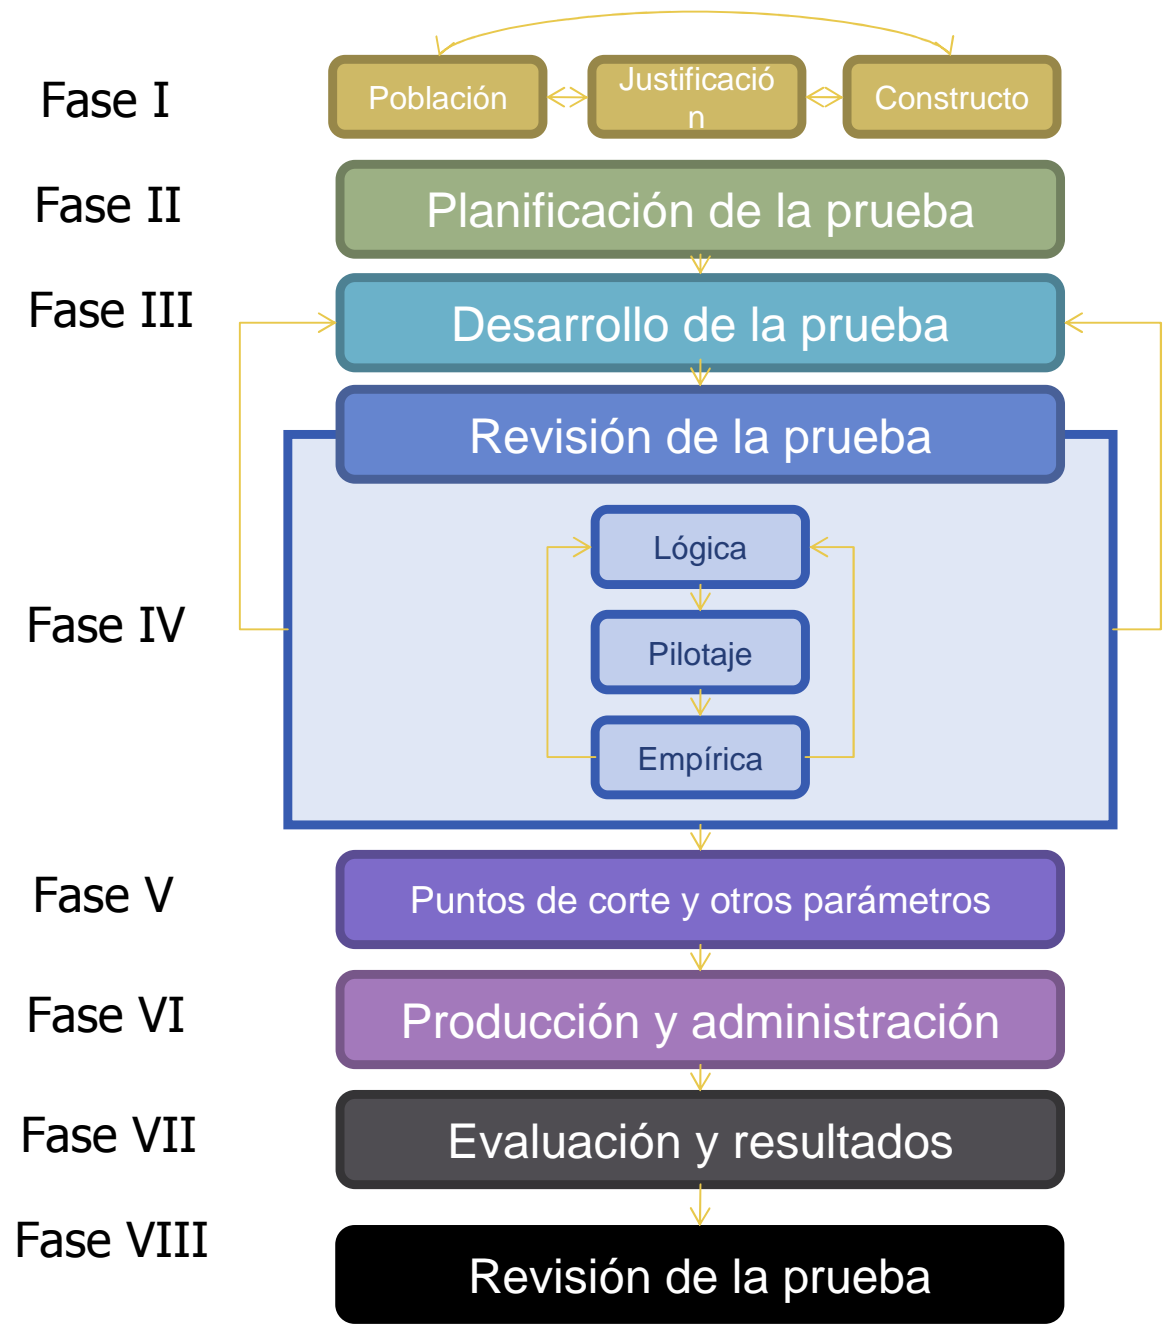 Fase I
Población
Justificació
n
Constructo
Fase II
Planificación de la prueba
Fase III
Desarrollo de la prueba
Revisión de la prueba
Lógica
Fase IV
Pilotaje
Empírica
Fase V
Puntos de corte y otros parámetros
Fase VI
Producción y administración
Fase VII
Evaluación y resultados
Fase VIII
Revisión de la prueba